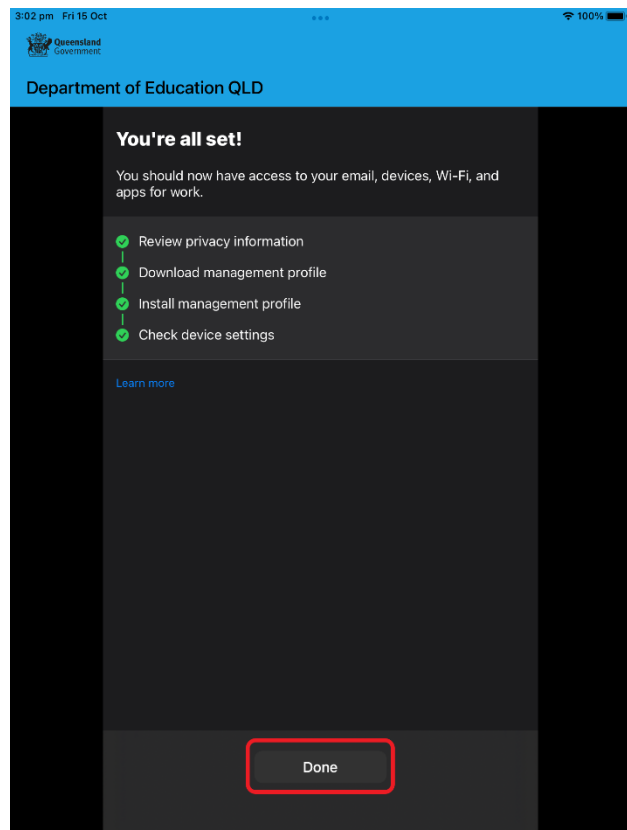 3:02 pm Fri 15 Oct
100%
Queensland
Government
Department of Education QLD
You're all set!
You should now have access to your email, devices, Wi-Fi, and
apps for work.
Review privacy information
Download management profile
Install management profile
Check device settings
Learn more
Done